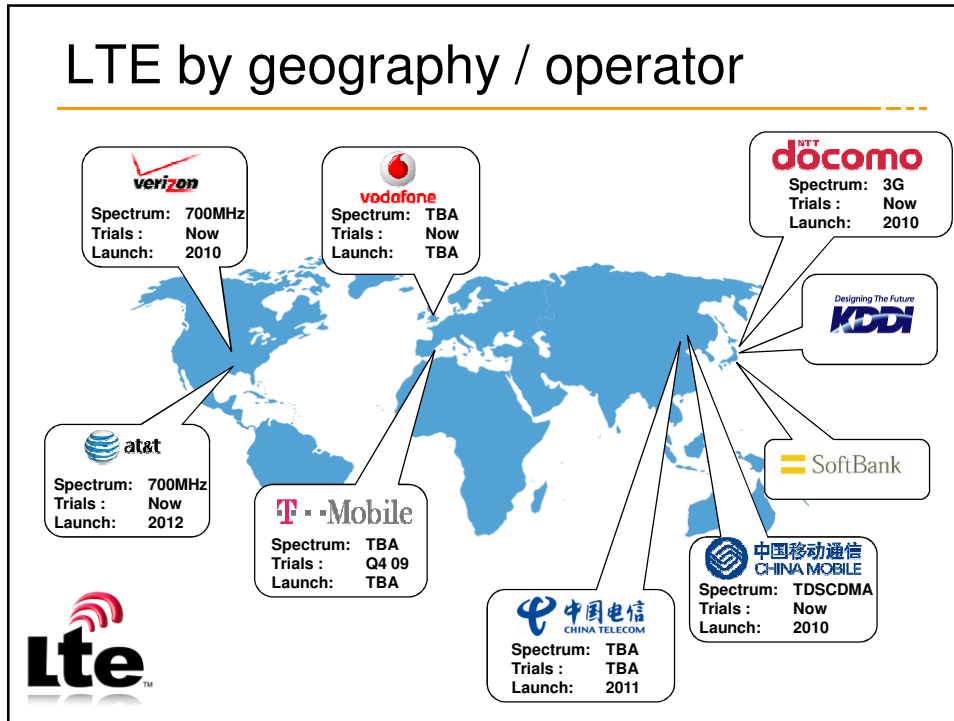 LTE by geography / operator
verizon
Spectrum: 700MHz
Trials : Now
Launch: 2010
vodafone
Spectrum: TBA
Trials : Now
Launch: TBA
NTT
docomo
Spectrum: 3G
Trials : Now
Launch: 2010
Designing The Future
KDDI
at&t
Spectrum: 700MHz
Trials : Now
Launch: 2012
T··Mobile
Spectrum: TBA
Trials : Q4 09
Launch: TBA
SoftBank
中国移动通信
CHINA MOBILE
Spectrum: TDSCDMA
Trials : Now
Launch: 2010
中国电信
CHINA TELECOM
Spectrum: TBA
Trials : TBA
Launch: 2011
Lte
TM